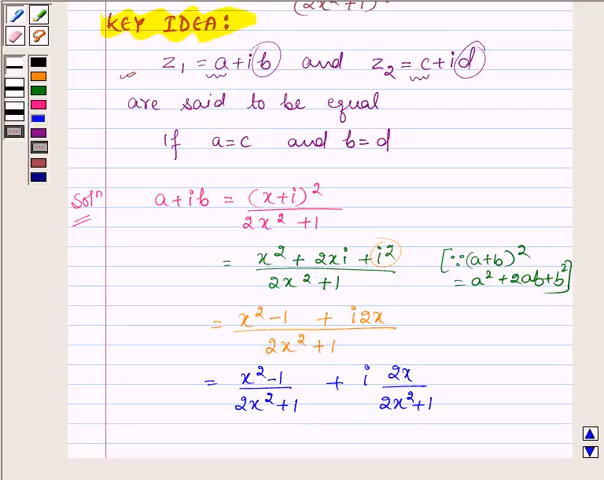 (2x²+1)
KEY IDEA:
z₁ = a+ib and z₂ = c+id
are said to be equal
If a=c and b=d
Solⁿ a+ib = (x+i)² / 2x²+1
= x² + 2xi + i² / 2x²+1 [∵(a+b)² = a²+2ab+b²]
= x²-1 + i2x / 2x²+1
= x²-1 / 2x²+1 + i 2x / 2x²+1